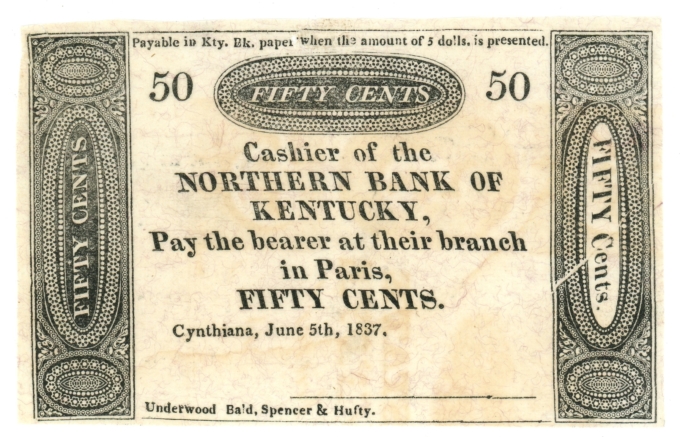 Payable in Kty. Bk. paper when the amount of 5 dolls. is presented.
50 FIFTY CENTS 50
Cashier of the
NORTHERN BANK OF
KENTUCKY,
Pay the bearer at their branch
in Paris,
FIFTY CENTS.
Cynthiana, June 5th, 1837.
Underwood Bald, Spencer & Hufty.
FIFTY CENTS
FIFTY Cents.